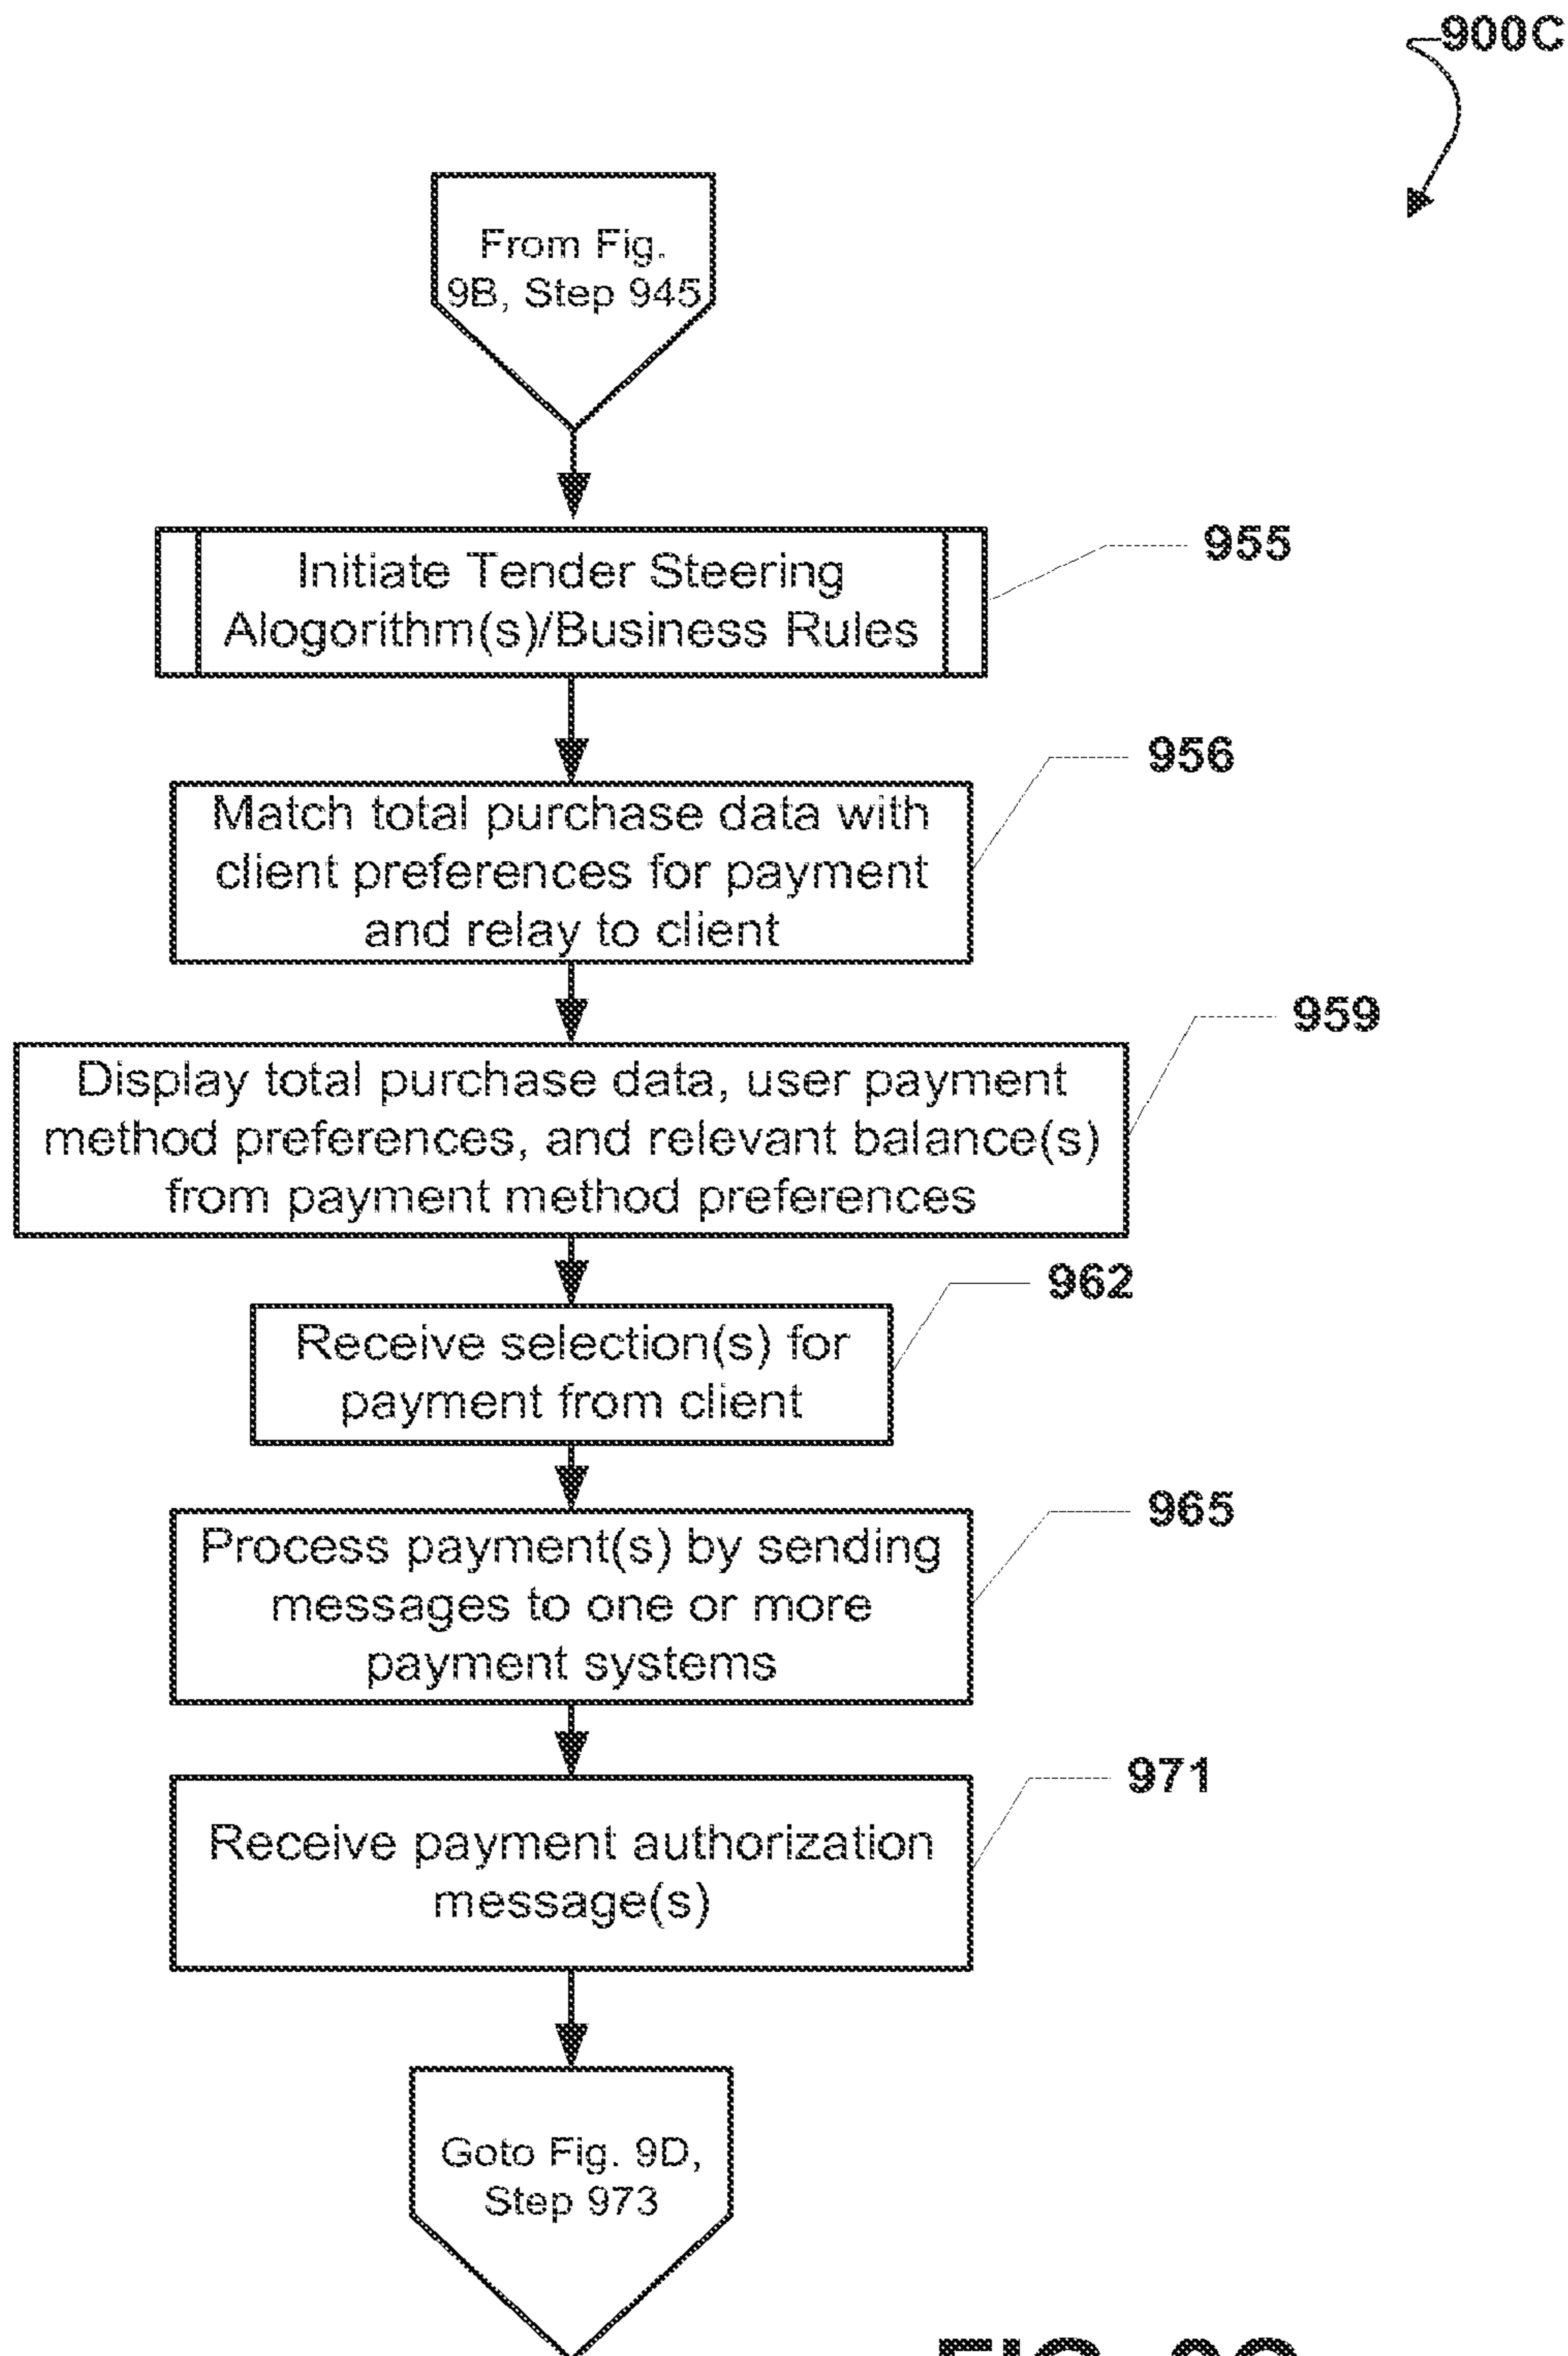 900C
From Fig.
9B, Step 945
Initiate Tender Steering
Alogorithm(s)/Business Rules
955
Match total purchase data with
client preferences for payment
and relay to client
956
Display total purchase data, user payment
method preferences, and relevant balance(s)
from payment method preferences
959
Receive selection(s) for
payment from client
962
Process payment(s) by sending
messages to one or more
payment systems
965
Receive payment authorization
message(s)
971
Goto Fig. 9D,
Step 973
FIG. 9C